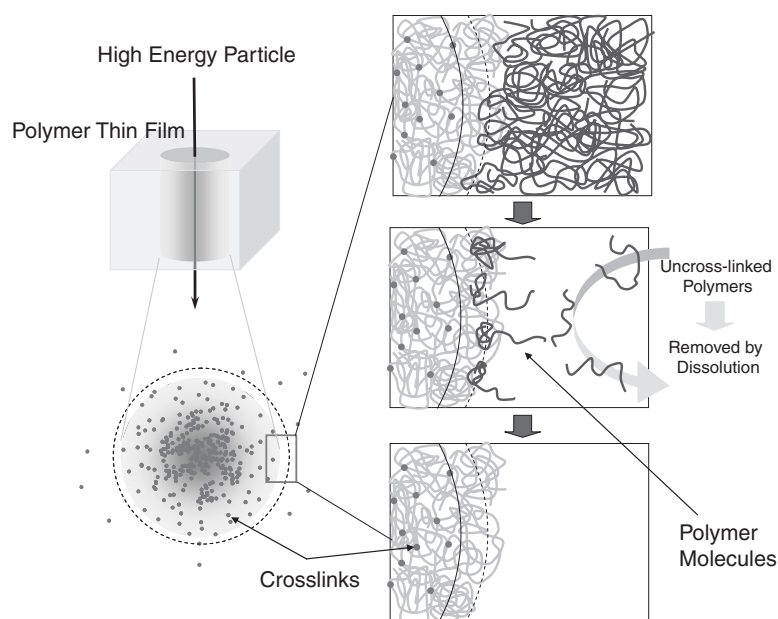 High Energy Particle
Polymer Thin Film
Uncross-linked
Polymers
Removed by
Dissolution
Polymer
Molecules
Crosslinks